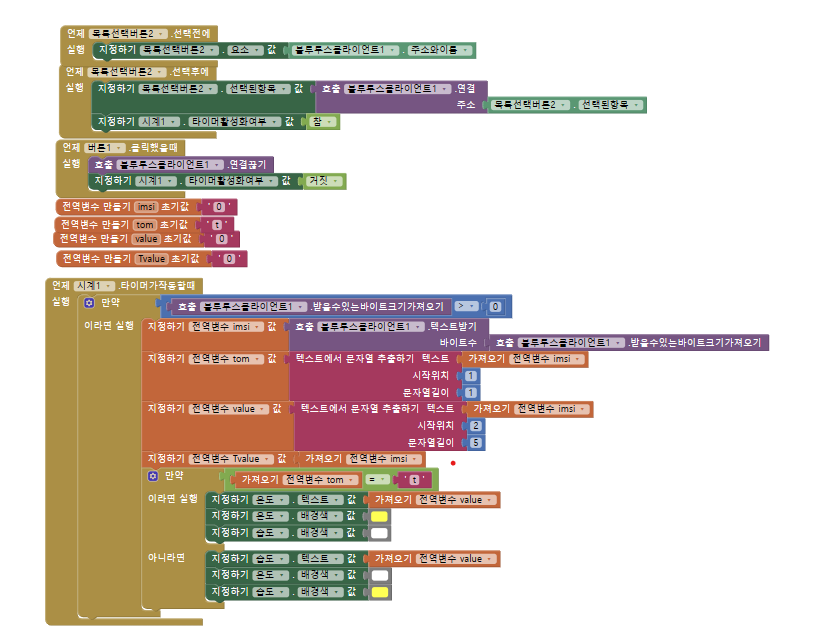 언제 목록선택버튼2 .선택전에
실행 지정하기 목록선택버튼2 . 요소 값 블루투스클라이언트1 . 주소와이름
언제 목록선택버튼2 .선택후에
실행 지정하기 목록선택버튼2 . 선택된항목 값 호출 블루투스클라이언트1 .연결
주소 목록선택버튼2 . 선택된항목
지정하기 시계1 . 타이머활성화여부 값 참
언제 버튼1 .클릭했을때
실행 호출 블루투스클라이언트1 .연결끊기
지정하기 시계1 . 타이머활성화여부 값 거짓
전역변수 만들기 imsi 초기값 " 0 "
전역변수 만들기 tom 초기값 " t "
전역변수 만들기 value 초기값 " 0 "
전역변수 만들기 Tvalue 초기값 " 0 "
언제 시계1 .타이머가작동할때
실행 만약 호출 블루투스클라이언트1 .받을수있는바이트크기가져오기 > 0
이라면 실행 지정하기 전역변수 imsi 값 호출 블루투스클라이언트1 .텍스트받기
바이트수 호출 블루투스클라이언트1 .받을수있는바이트크기가져오기
지정하기 전역변수 tom 값 텍스트에서 문자열 추출하기 텍스트 가져오기 전역변수 imsi
시작위치 1
문자열길이 1
지정하기 전역변수 value 값 텍스트에서 문자열 추출하기 텍스트 가져오기 전역변수 imsi
시작위치 2
문자열길이 5
지정하기 전역변수 Tvalue 값 가져오기 전역변수 imsi
만약 가져오기 전역변수 tom = " t "
이라면 실행 지정하기 온도 . 텍스트 값 가져오기 전역변수 value
지정하기 온도 . 배경색 값
지정하기 습도 . 배경색 값
아니라면 지정하기 습도 . 텍스트 값 가져오기 전역변수 value
지정하기 온도 . 배경색 값
지정하기 습도 . 배경색 값